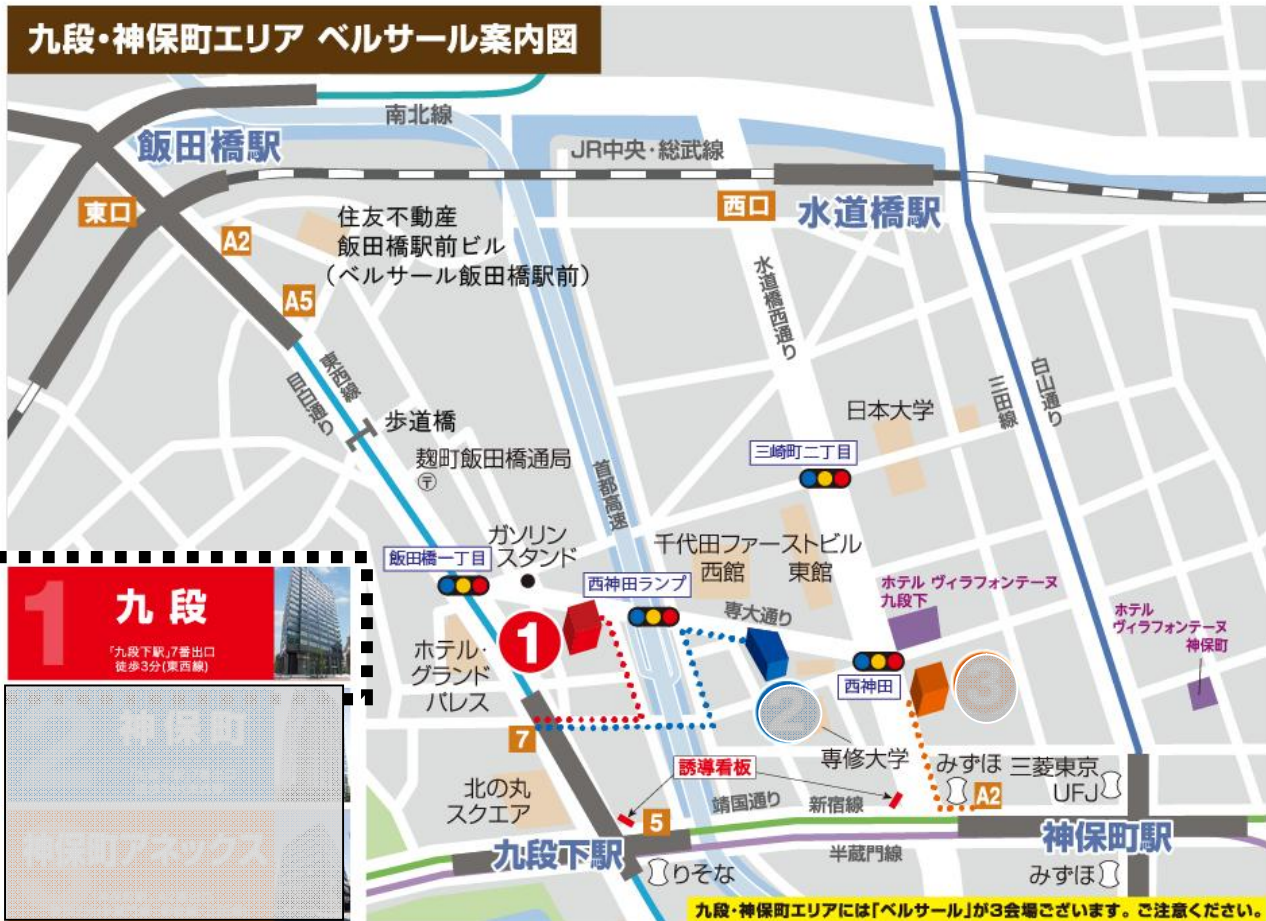 九段・神保町エリア ベルサール案内図
南北線
飯田橋駅
JR中央・総武線
東口
西口
水道橋駅
A2
住友不動産
飯田橋駅前ビル
（ベルサール飯田橋駅前）
A5
水道橋西通り
東西線
目白通り
白山通り
三田線
歩道橋
日本大学
麹町飯田橋通局
〒
三崎町二丁目
首都高速
ガソリン
スタンド
千代田ファーストビル
西館
東館
飯田橋一丁目
西神田ランプ
専大通り
ホテル ヴィラフォンテーヌ
九段下
ホテル
ヴィラフォンテーヌ
神保町
1
九段
「九段下駅」7番出口
徒歩3分(東西線)
1
ホテル・
グランド
パレス
西神田
3
2
神保町
7
専修大学
誘導看板
みずほ
三菱東京
UFJ
A2
北の丸
スクエア
靖国通り
新宿線
5
神保町アネックス
九段下駅
神保町駅
半蔵門線
りそな
みずほ
九段・神保町エリアには「ベルサール」が3会場ございます。ご注意ください。